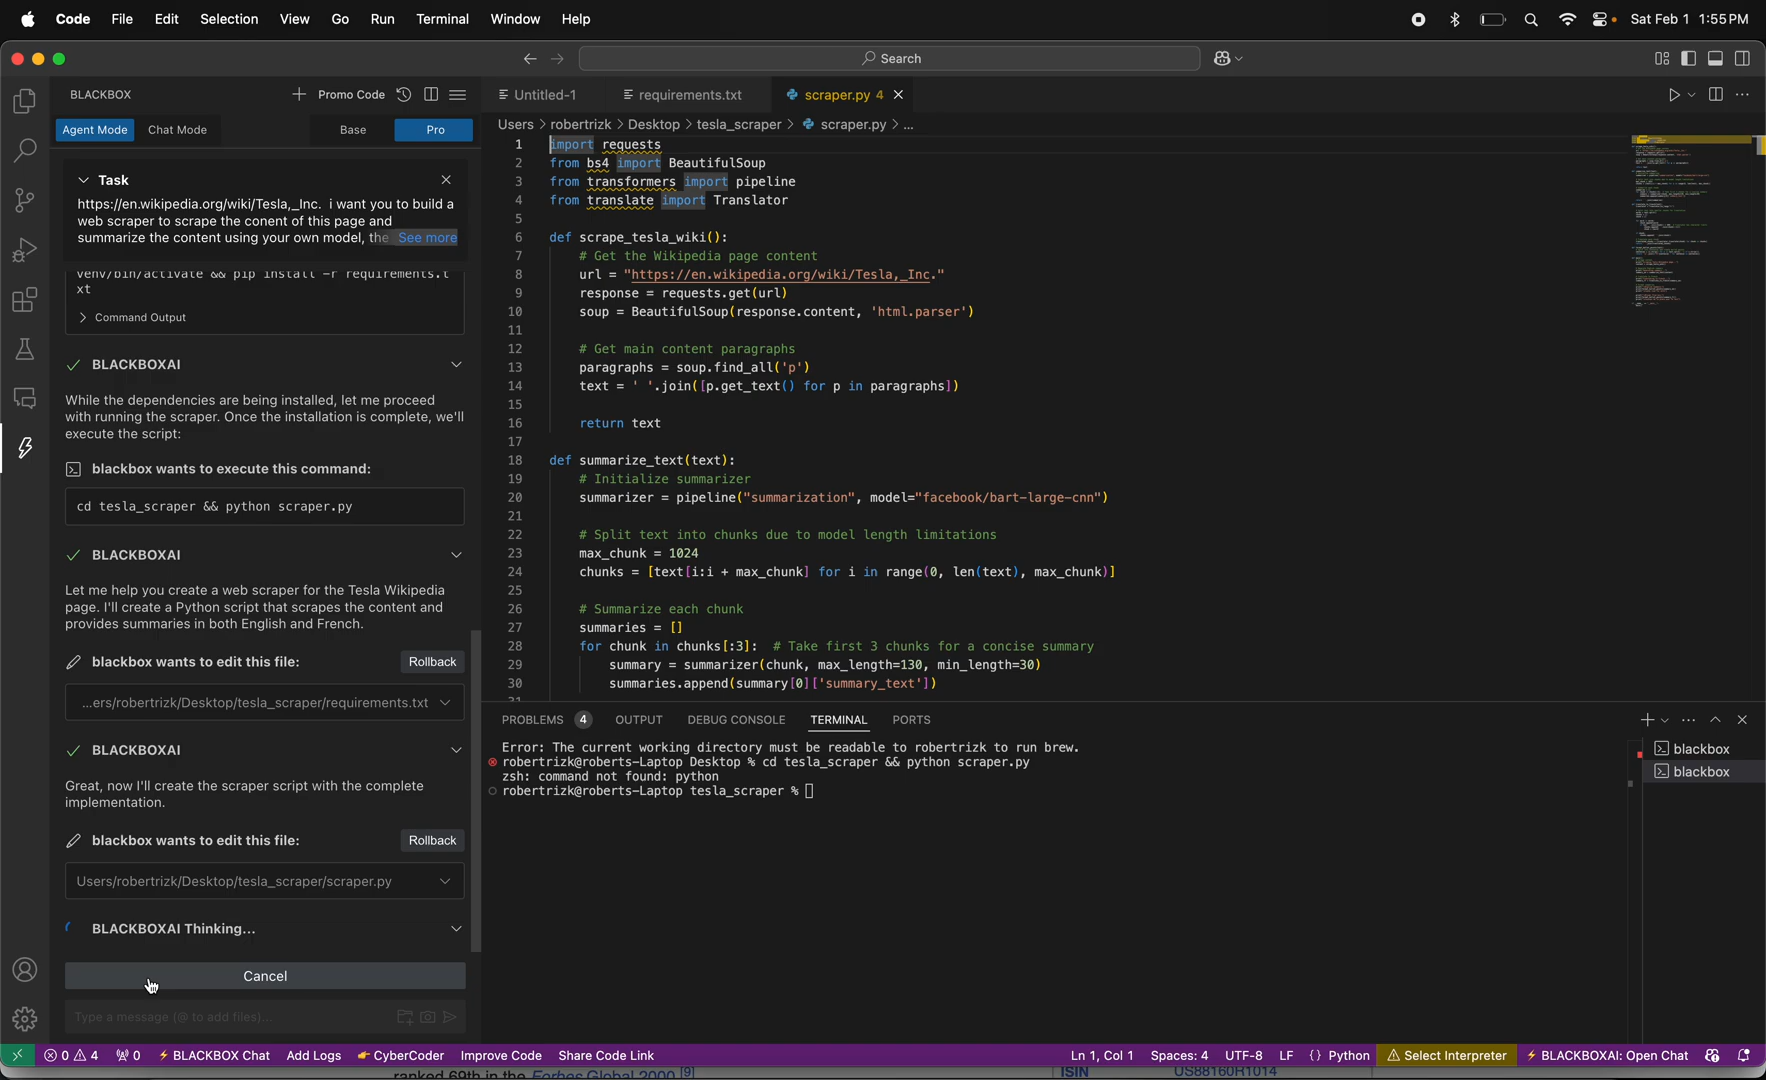 Code File Edit Selection View Go Run Terminal Window Help Sat Feb 1 1:55 PM
Search
BLACKBOX Promo Code
Agent Mode Chat Mode Base Pro
Task
https://en.wikipedia.org/wiki/Tesla,_Inc. i want you to build a
web scraper to scrape the conent of this page and
summarize the content using your own model, the See more
venv/bin/activate && pip install -r requirements.t
xt
Command Output
BLACKBOXAI
While the dependencies are being installed, let me proceed
with running the scraper. Once the installation is complete, we'll
execute the script:
blackbox wants to execute this command:
cd tesla_scraper && python scraper.py
BLACKBOXAI
Let me help you create a web scraper for the Tesla Wikipedia
page. I'll create a Python script that scrapes the content and
provides summaries in both English and French.
blackbox wants to edit this file: Rollback
...ers/robertrizk/Desktop/tesla_scraper/requirements.txt
BLACKBOXAI
Great, now I'll create the scraper script with the complete
implementation.
blackbox wants to edit this file: Rollback
Users/robertrizk/Desktop/tesla_scraper/scraper.py
BLACKBOXAI Thinking...
Cancel
Type a message (@ to add files)...
Untitled-1 requirements.txt scraper.py 4
Users > robertrizk > Desktop > tesla_scraper > scraper.py > ...
1 import requests
2 from bs4 import BeautifulSoup
3 from transformers import pipeline
4 from translate import Translator
5
6 def scrape_tesla_wiki():
7 # Get the Wikipedia page content
8 url = "https://en.wikipedia.org/wiki/Tesla,_Inc."
9 response = requests.get(url)
10 soup = BeautifulSoup(response.content, 'html.parser')
11
12 # Get main content paragraphs
13 paragraphs = soup.find_all('p')
14 text = ' '.join([p.get_text() for p in paragraphs])
15
16 return text
17
18 def summarize_text(text):
19 # Initialize summarizer
20 summarizer = pipeline("summarization", model="facebook/bart-large-cnn")
21
22 # Split text into chunks due to model length limitations
23 max_chunk = 1024
24 chunks = [text[i:i + max_chunk] for i in range(0, len(text), max_chunk)]
25
26 # Summarize each chunk
27 summaries = []
28 for chunk in chunks[:3]: # Take first 3 chunks for a concise summary
29 summary = summarizer(chunk, max_length=130, min_length=30)
30 summaries.append(summary[0]['summary_text'])
31
PROBLEMS 4 OUTPUT DEBUG CONSOLE TERMINAL PORTS
Error: The current working directory must be readable to robertrizk to run brew.
robertrizk@roberts-Laptop Desktop % cd tesla_scraper && python scraper.py
zsh: command not found: python
robertrizk@roberts-Laptop tesla_scraper %
blackbox
blackbox
0 4 0 BLACKBOX Chat Add Logs CyberCoder Improve Code Share Code Link Ln 1, Col 1 Spaces: 4 UTF-8 LF {} Python Select Interpreter BLACKBOXAI: Open Chat
ranked 69th in the Forbes Global 2000.[9] ISIN US88160R1014